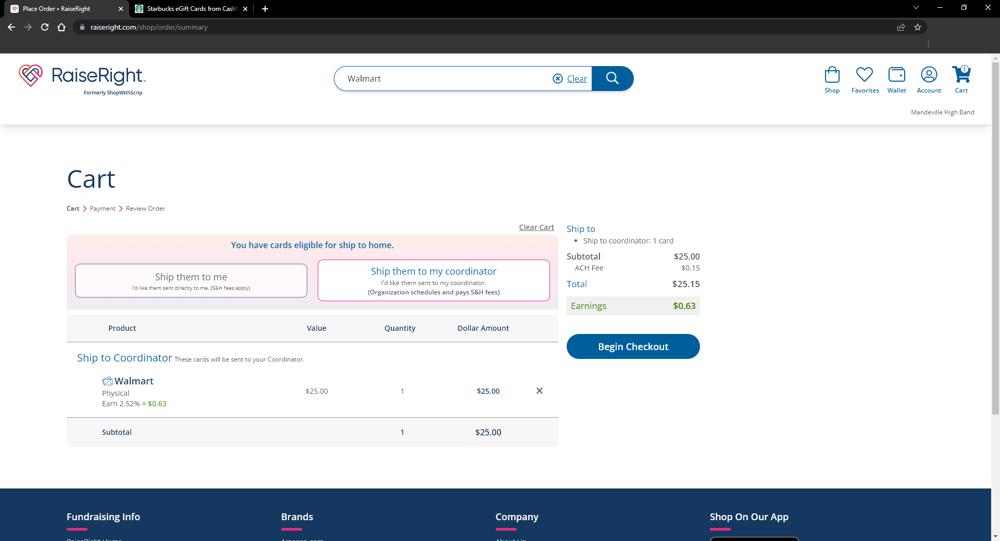 Place Order • RaiseRight
Starbucks eGift Cards from Cash
raiseright.com/shop/order/summary
RaiseRight
Formerly ShopWithScrip
Walmart
Clear
Shop
Favorites
Wallet
Account
1
Cart
Mandeville High Band
Cart
Cart
Payment
Review Order
Clear Cart
You have cards eligible for ship to home.
Ship them to me
I'd like them sent directly to me. (S&H fees apply)
Ship them to my coordinator
I'd like them sent to my coordinator.
(Organization schedules and pays S&H fees)
Product Value Quantity Dollar Amount
Ship to Coordinator These cards will be sent to your Coordinator.
Walmart
Physical
Earn 2.52% = $0.63
$25.00 1 $25.00
Subtotal 1 $25.00
Ship to
• Ship to coordinator: 1 card
Subtotal $25.00
ACH Fee $0.15
Total $25.15
Earnings $0.63
Begin Checkout
Fundraising Info
Brands
Company
Shop On Our App